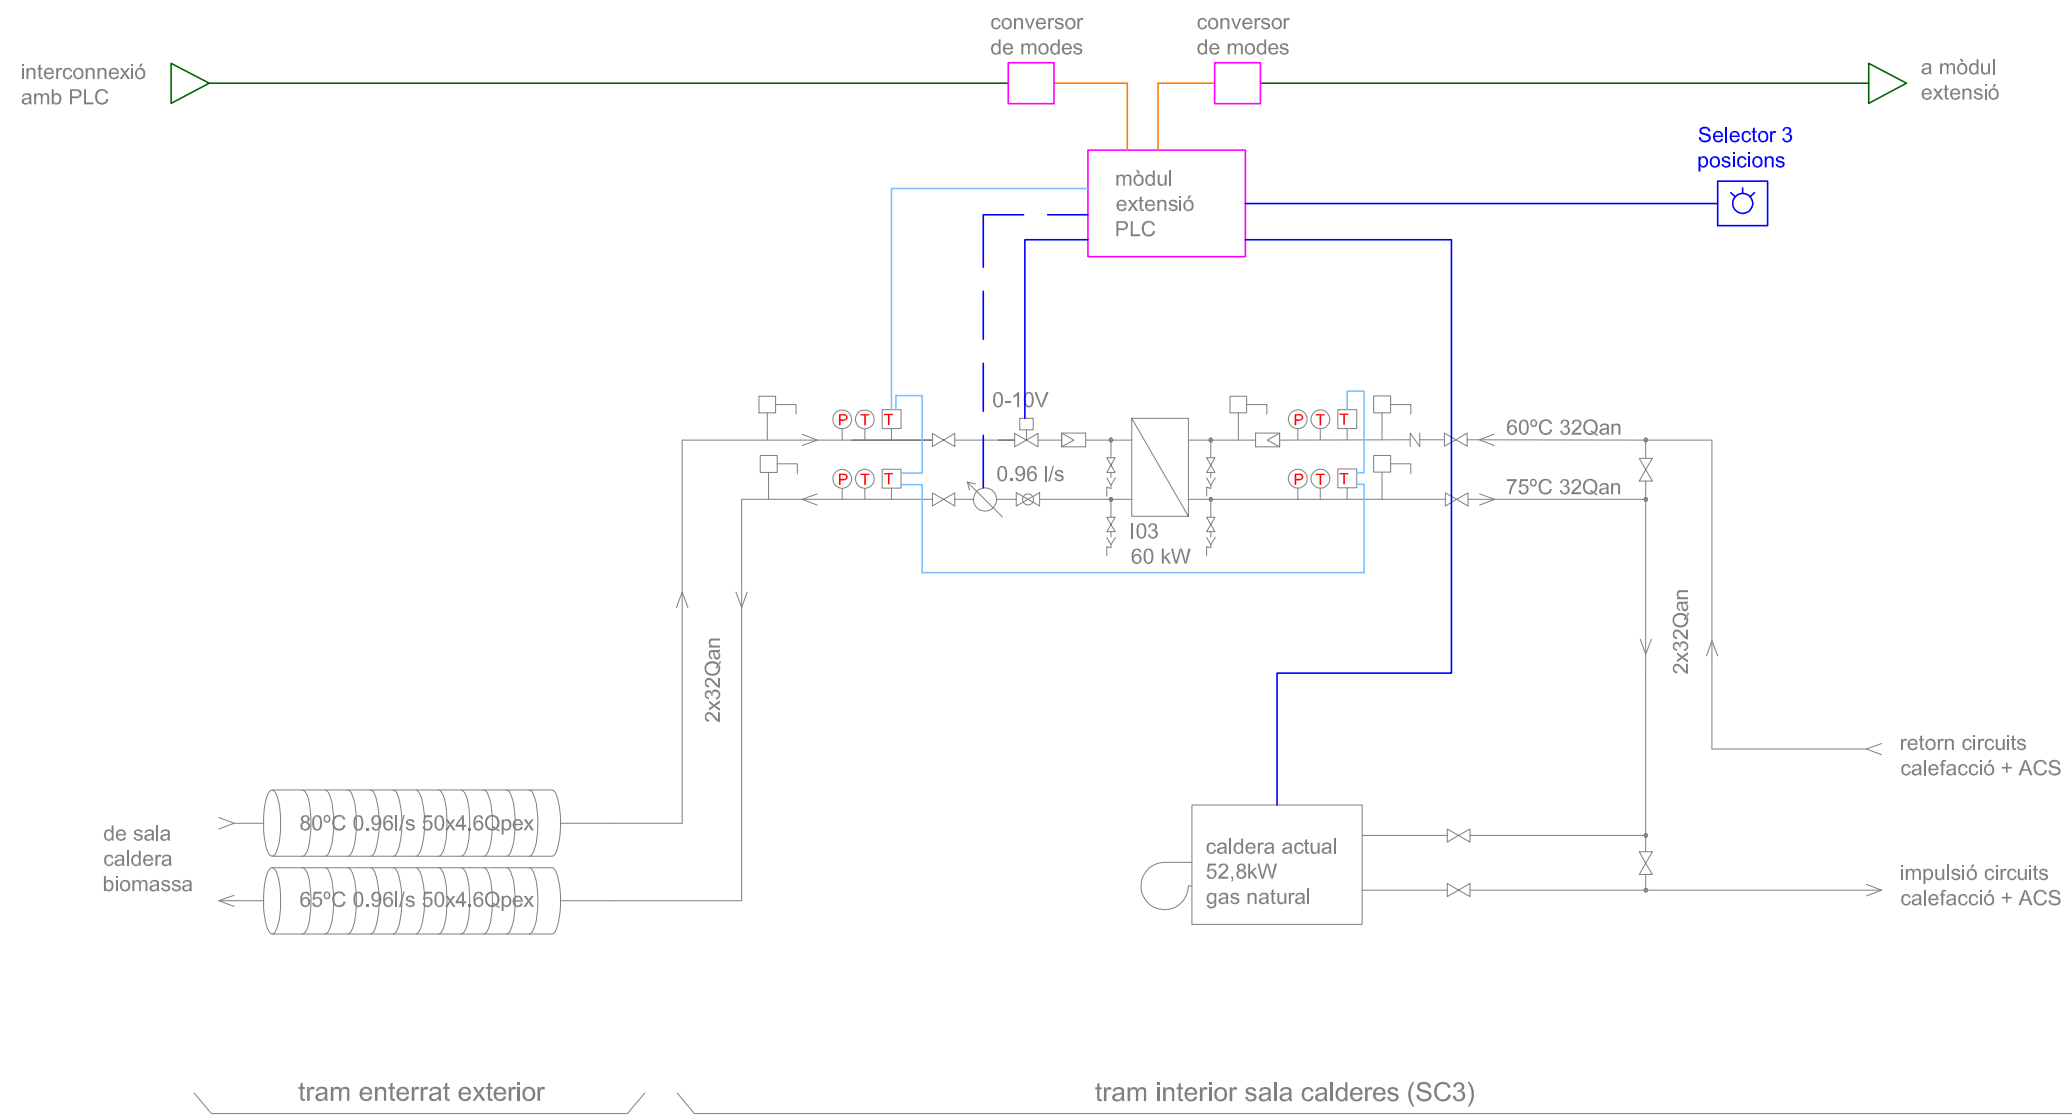 conversor
de modes
conversor
de modes
interconnexió
amb PLC
a mòdul
extensió
Selector 3
posicions
mòdul
extensió
PLC
0-10V
P T T
P T T
60ºC 32Qan
P T T
0.96 l/s
P T T
75ºC 32Qan
I03
60 kW
2x32Qan
2x32Qan
retorn circuits
calefacció + ACS
80ºC 0.96l/s 50x4.6Qpex
de sala
caldera
biomassa
65ºC 0.96l/s 50x4.6Qpex
caldera actual
52,8kW
gas natural
impulsió circuits
calefacció + ACS
tram enterrat exterior
tram interior sala calderes (SC3)